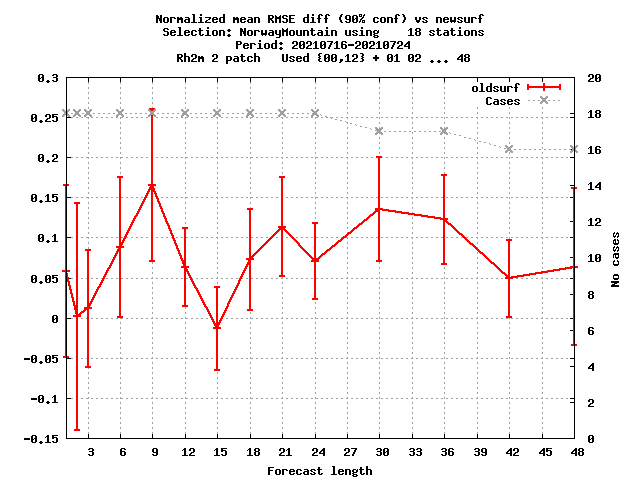 Normalized mean RMSE diff (90% conf) vs newsurf
Selection: NorwayMountain using    18 stations
Period: 20210716-20210724
Rh2m 2 patch   Used {00,12} + 01 02 ... 48
oldsurf
Cases
0.3
0.25
0.2
0.15
0.1
0.05
0
-0.05
-0.1
-0.15
20
18
16
14
12
10
8
6
4
2
0
No cases
3 6 9 12 15 18 21 24 27 30 33 36 39 42 45 48
Forecast length